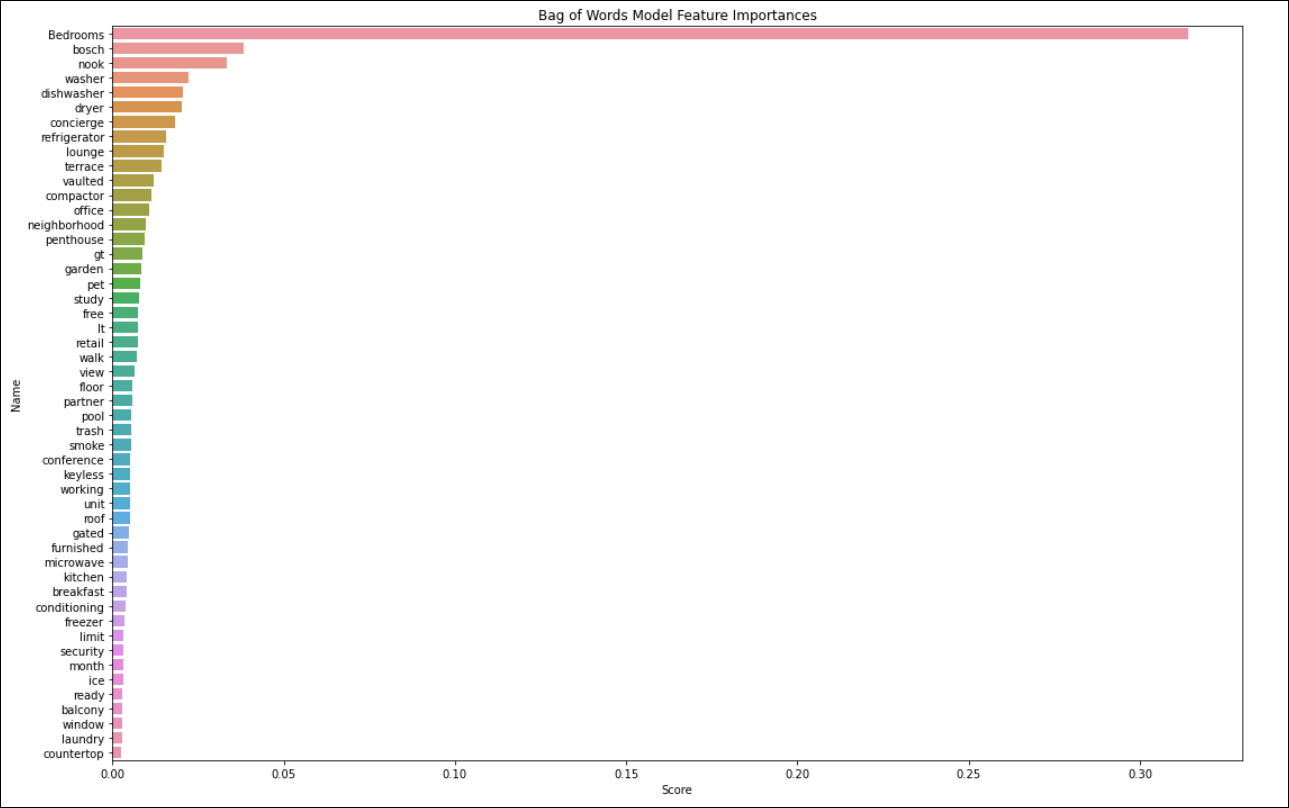 Bag of Words Model Feature Importances
Bedrooms
bosch
nook
washer
dishwasher
dryer
concierge
refrigerator
lounge
terrace
vaulted
compactor
office
neighborhood
penthouse
gt
garden
pet
study
free
lt
retail
walk
view
floor
partner
pool
trash
smoke
conference
keyless
working
unit
roof
gated
furnished
microwave
kitchen
breakfast
conditioning
freezer
limit
security
month
ice
ready
balcony
window
laundry
countertop
Name
0.00 0.05 0.10 0.15 0.20 0.25 0.30
Score